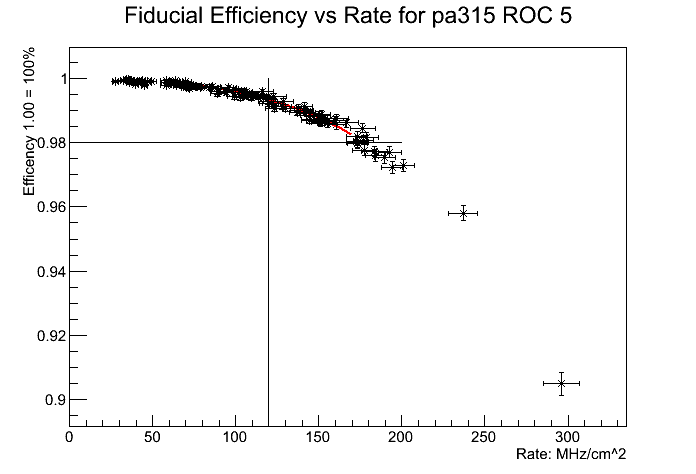 Fiducial Efficiency vs Rate for pa315 ROC 5
Efficency 1.00 = 100%
1
0.98
0.96
0.94
0.92
0.9
0 50 100 150 200 250 300
Rate: MHz/cm^2